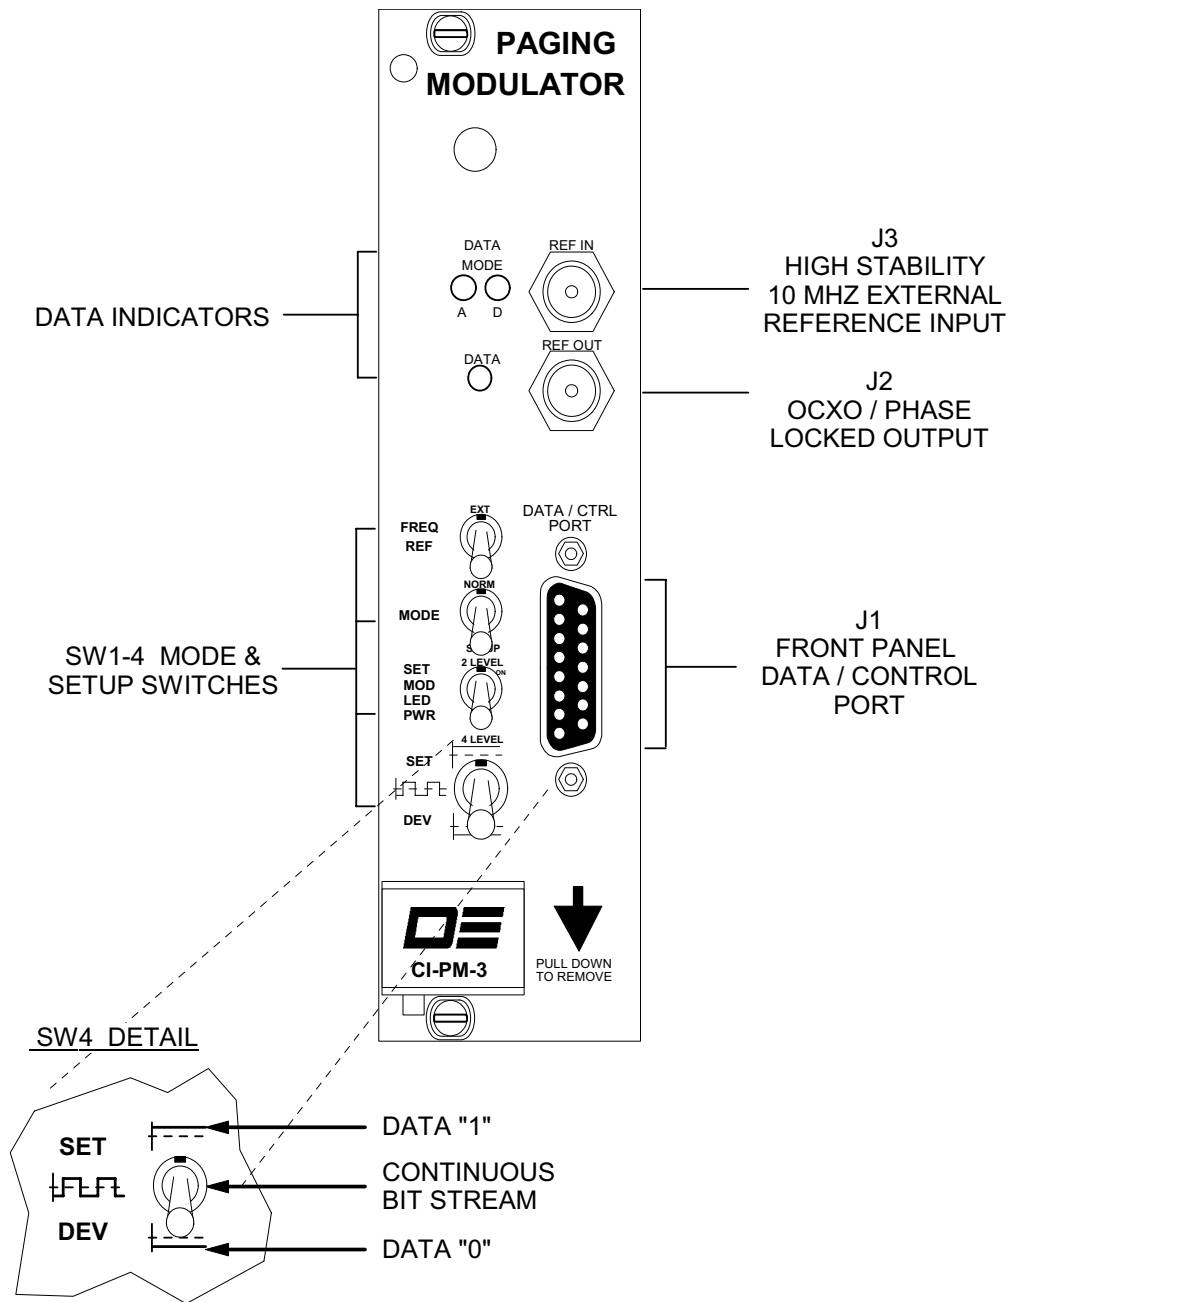 PAGING
MODULATOR
DATA
MODE
A D
REF IN
DATA
REF OUT
DATA INDICATORS
J3
HIGH STABILITY
10 MHZ EXTERNAL
REFERENCE INPUT
J2
OCXO / PHASE
LOCKED OUTPUT
EXT
FREQ
REF
NORM
MODE
2 LEVEL
ON
SET
MOD
LED
PWR
4 LEVEL
SET
DEV
DATA / CTRL
PORT
SW1-4 MODE &
SETUP SWITCHES
J1
FRONT PANEL
DATA / CONTROL
PORT
DE
CI-PM-3
PULL DOWN
TO REMOVE
SW4 DETAIL
SET
DEV
DATA "1"
CONTINUOUS
BIT STREAM
DATA "0"